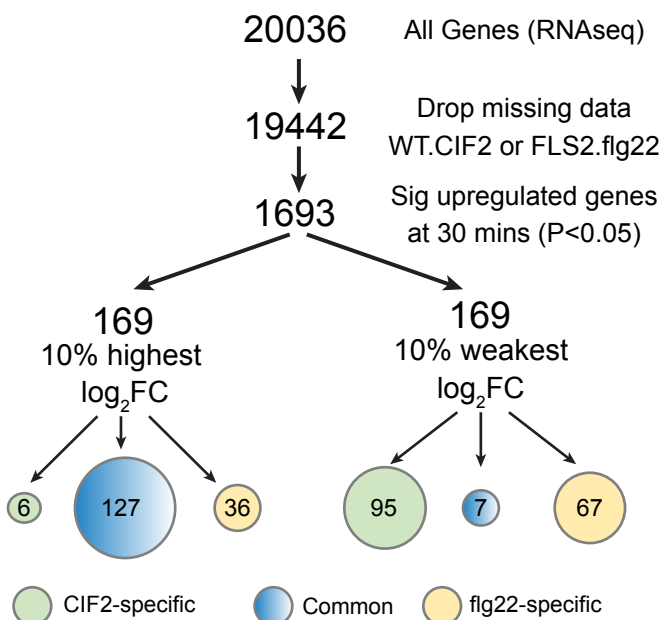 20036
All Genes (RNAseq)
19442
Drop missing data
WT.CIF2 or FLS2.flg22
1693
Sig upregulated genes
at 30 mins (P<0.05)
169
10% highest
log₂FC
169
10% weakest
log₂FC
6
127
36
95
7
67
CIF2-specific
Common
flg22-specific